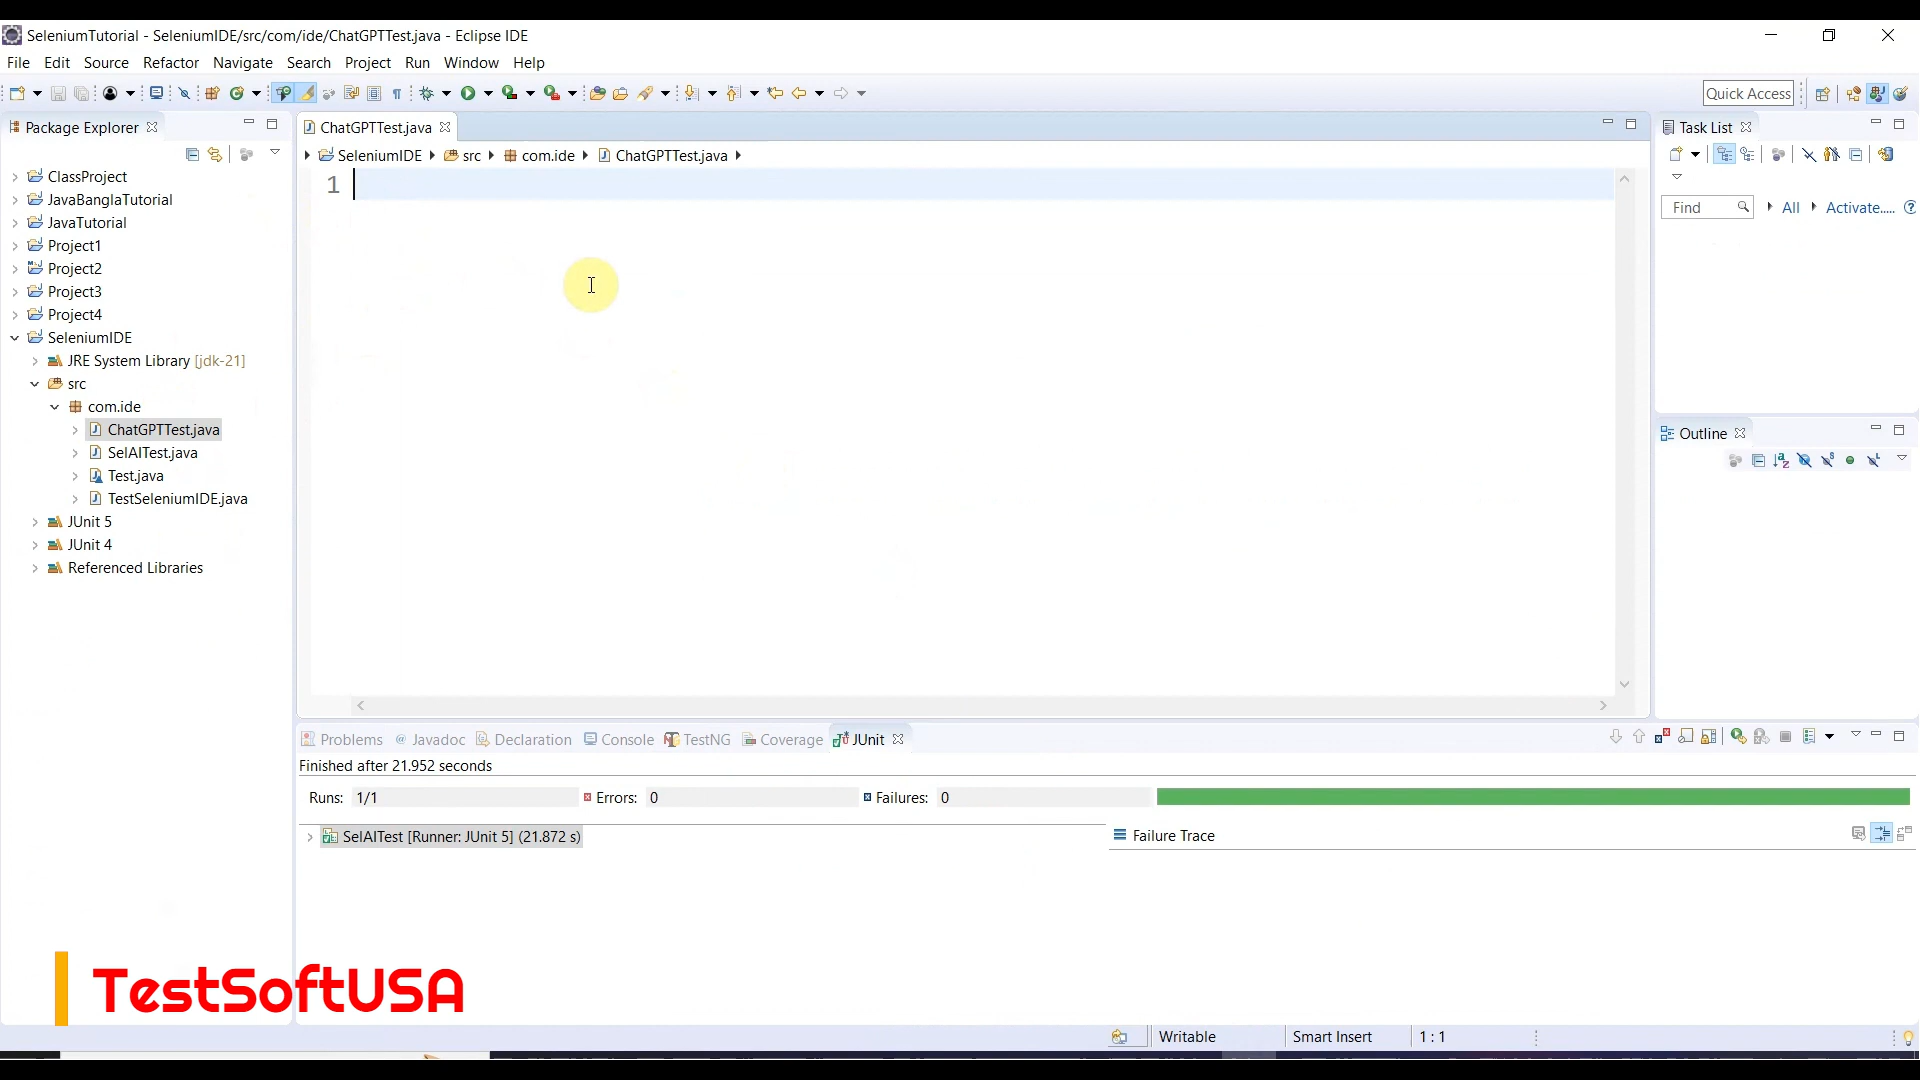 SeleniumTutorial - SeleniumIDE/src/com/ide/ChatGPTTest.java - Eclipse IDE
File Edit Source Refactor Navigate Search Project Run Window Help
Quick Access
Package Explorer
ChatGPTTest.java
Task List
SeleniumIDE src com.ide ChatGPTTest.java
1
Find All Activate.....
ClassProject
JavaBanglaTutorial
JavaTutorial
Project1
Project2
Project3
Project4
SeleniumIDE
JRE System Library [jdk-21]
src
com.ide
ChatGPTTest.java
SelAITest.java
Test.java
TestSeleniumIDE.java
JUnit 5
JUnit 4
Referenced Libraries
Outline
Problems Javadoc Declaration Console TestNG Coverage JUnit
Finished after 21.952 seconds
Runs: 1/1 Errors: 0 Failures: 0
SelAITest [Runner: JUnit 5] (21.872 s)
Failure Trace
TestSoftUSA
Writable Smart Insert 1 : 1